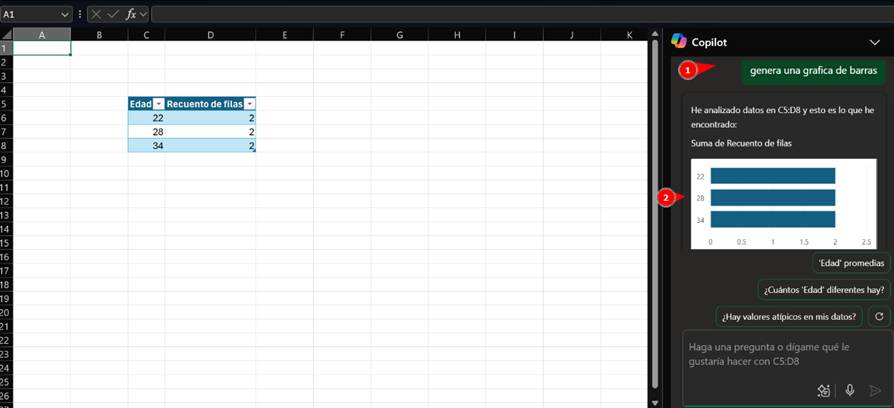 A1
fx
A B C D E F G H I J K
1
2
3
4
5 Edad Recuento de filas
6 22 2
7 28 2
8 34 2
9
10
11
12
13
14
15
16
17
18
19
20
21
22
23
24
25
26
Copilot
1
genera una grafica de barras
He analizado datos en C5:D8 y esto es lo que he
encontrado:
Suma de Recuento de filas
2
22
28
34
0 0.5 1 1.5 2 2.5
'Edad' promedias
¿Cuántos 'Edad' diferentes hay?
¿Hay valores atípicos en mis datos?
Haga una pregunta o dígame qué le
gustaría hacer con C5:D8